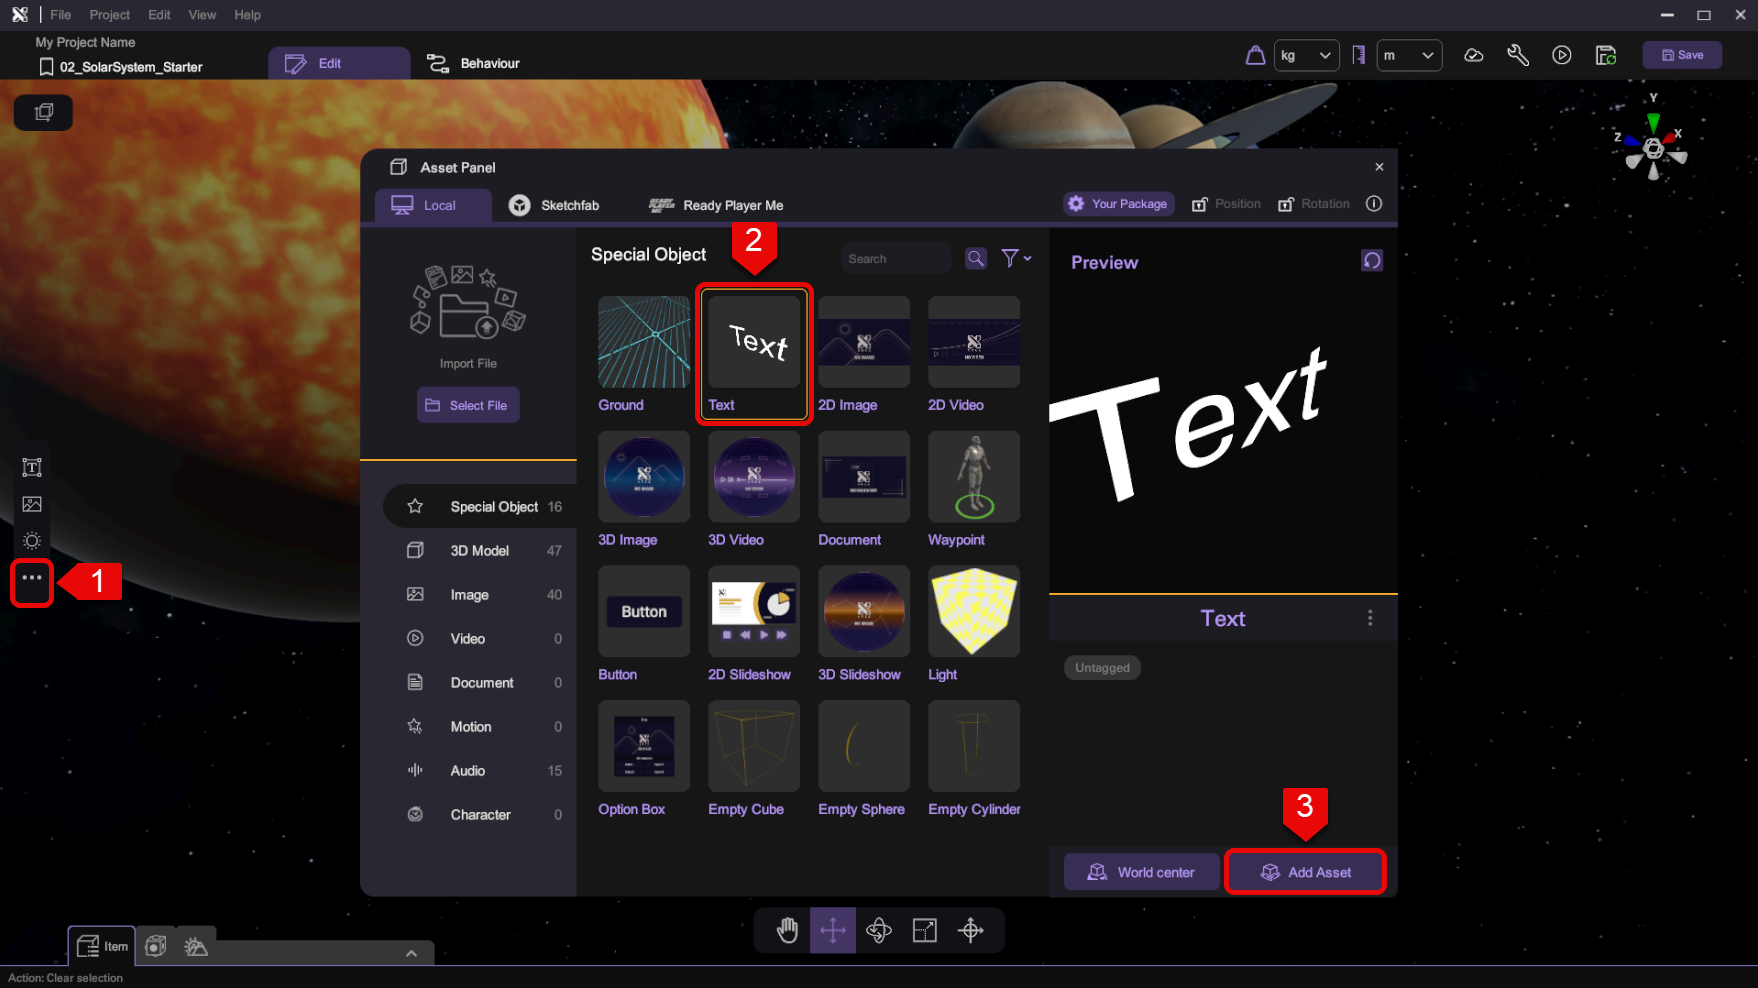 File Project Edit View Help
My Project Name
02_SolarSystem_Starter
Edit
Behaviour
kg
m
Save
Y
X
Z
Asset Panel
Local
Sketchfab
READY PLAYER ME
Ready Player Me
Your Package
Position
Rotation
Import File
Select File
Special Object 16
3D Model 47
Image 40
Video 0
Document 0
Motion 0
Audio 15
Character 0
1
2
Special Object
Search
Text
Ground
Text
2D Image
2D Video
3D Image
3D Video
Document
Waypoint
Button
Button
2D Slideshow
3D Slideshow
Light
Option Box
Empty Cube
Empty Sphere
Empty Cylinder
Preview
Text
Text
Untagged
3
World center
Add Asset
Item
Action: Clear selection